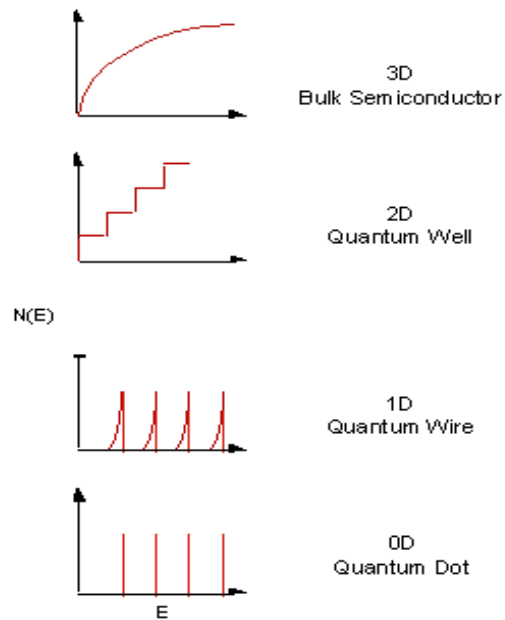 3D
Bulk Semiconductor
2D
Quantum Well
N(E)
1D
Quantum Wire
0D
Quantum Dot
E